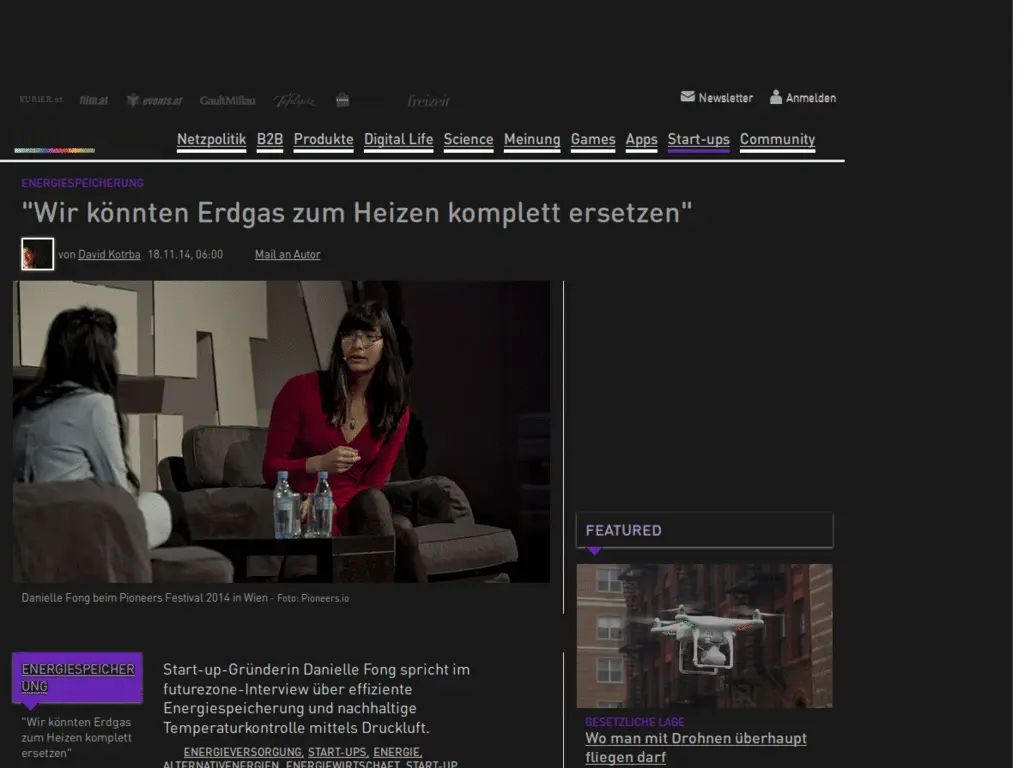 KURIER.at film.at events.at GaultMillau freizeit
Newsletter Anmelden
Netzpolitik B2B Produkte Digital Life Science Meinung Games Apps Start-ups Community
ENERGIESPEICHERUNG
"Wir könnten Erdgas zum Heizen komplett ersetzen"
von David Kotrba 18.11.14, 06:00 Mail an Autor
Danielle Fong beim Pioneers Festival 2014 in Wien - Foto: Pioneers.io
FEATURED
GESETZLICHE LAGE
Wo man mit Drohnen überhaupt
fliegen darf
ENERGIESPEICHER
UNG
"Wir könnten Erdgas
zum Heizen komplett
ersetzen"
Start-up-Gründerin Danielle Fong spricht im
futurezone-Interview über effiziente
Energiespeicherung und nachhaltige
Temperaturkontrolle mittels Druckluft.
ENERGIEVERSORGUNG, START-UPS, ENERGIE,
ALTERNATIVENERGIEN, ENERGIEWIRTSCHAFT, START-UP